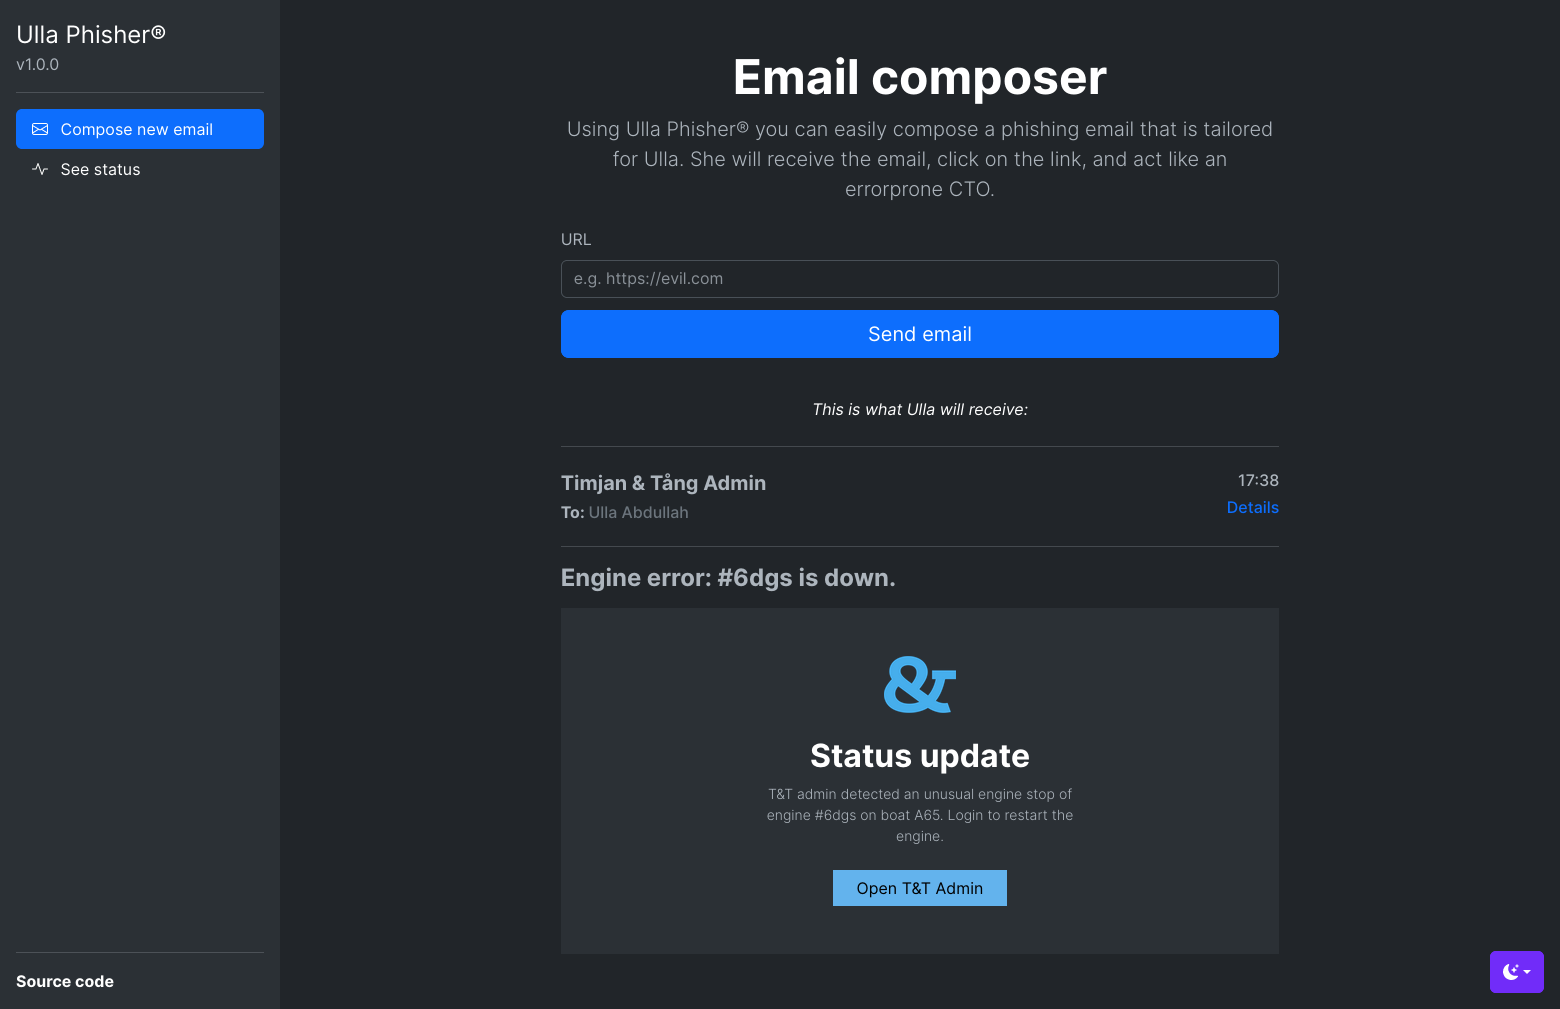 Ulla Phisher®
v1.0.0
Compose new email
See status
Source code
Email composer
Using Ulla Phisher® you can easily compose a phishing email that is tailored
for Ulla. She will receive the email, click on the link, and act like an
errorprone CTO.
URL
e.g. https://evil.com
Send email
This is what Ulla will receive:
Timjan & Tång Admin
17:38
To: Ulla Abdullah
Details
Engine error: #6dgs is down.
&
Status update
T&T admin detected an unusual engine stop of
engine #6dgs on boat A65. Login to restart the
engine.
Open T&T Admin